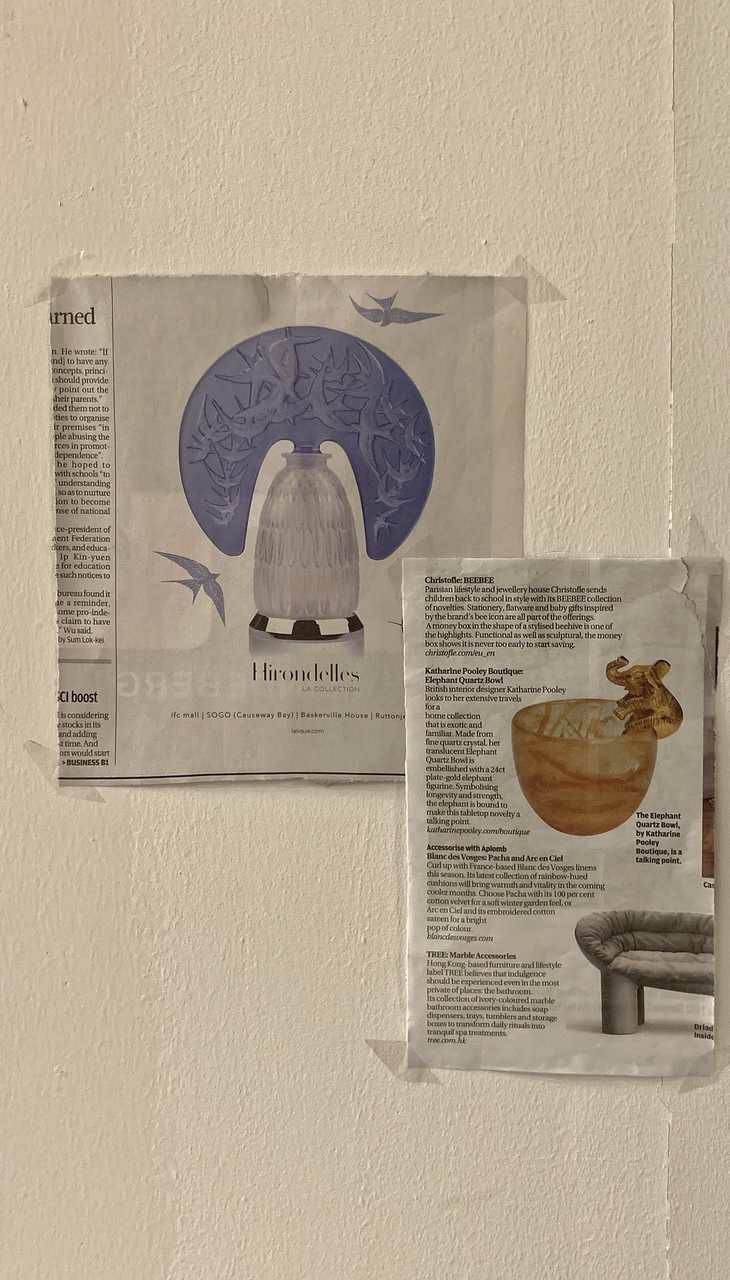 arned
n. He wrote: “If
and] to have any
concepts, princi-
should provide
point out the
their parents.”
ded them not to
ties to organise
ir premises “in
ple abusing the
rces in promot-
dependence”.
he hoped to
with schools “to
understanding
so as to nurture
ion to become
nse of national
ce-president of
ment Federation
kers, and educa-
Ip Kin-yuen
e for education
such notices to
bureau found it
ue a reminder,
ome pro-inde-
claim to have
,” Wu said.
by Sum Lok-kei
SCI boost
is considering
stocks in its
and adding
t time. And
ors would start
> BUSINESS B1
Hirondelles
LA COLLECTION
ifc mall | SOGO (Causeway Bay) | Baskerville House | Ruttonje
lalique.com
Christofle: BEEBEE
Parisian lifestyle and jewellery house Christofle sends
children back to school in style with its BEEBEE collection
of novelties. Stationery, flatware and baby gifts inspired
by the brand’s bee icon are all part of the offerings.
A money box in the shape of a stylised beehive is one of
the highlights. Functional as well as sculptural, the money
box shows it is never too early to start saving.
christofle.com/eu_en
Katharine Pooley Boutique:
Elephant Quartz Bowl
British interior designer Katharine Pooley
looks to her extensive travels
for a
home collection
that is exotic and
familiar. Made from
fine quartz crystal, her
translucent Elephant
Quartz Bowl is
embellished with a 24ct
plate-gold elephant
figurine. Symbolising
longevity and strength,
the elephant is bound to
make this tabletop novelty a
talking point.
katharinepooley.com/boutique
The Elephant
Quartz Bowl,
by Katharine
Pooley
Boutique, is a
talking point.
Accessorise with Aplomb
Blanc des Vosges: Pacha and Arc en Ciel
Curl up with France-based Blanc des Vosges linens
this season. Its latest collection of rainbow-hued
cushions will bring warmth and vitality in the coming
cooler months. Choose Pacha with its 100 per cent
cotton velvet for a soft winter garden feel, or
Arc en Ciel and its embroidered cotton
sateen for a bright
pop of colour.
blancdesvosges.com
Cas
TREE: Marble Accessories
Hong Kong-based furniture and lifestyle
label TREE believes that indulgence
should be experienced even in the most
private of places: the bathroom.
Its collection of ivory-coloured marble
bathroom accessories includes soap
dispensers, trays, tumblers and storage
boxes to transform daily rituals into
tranquil spa treatments.
tree.com.hk
Driad
inside